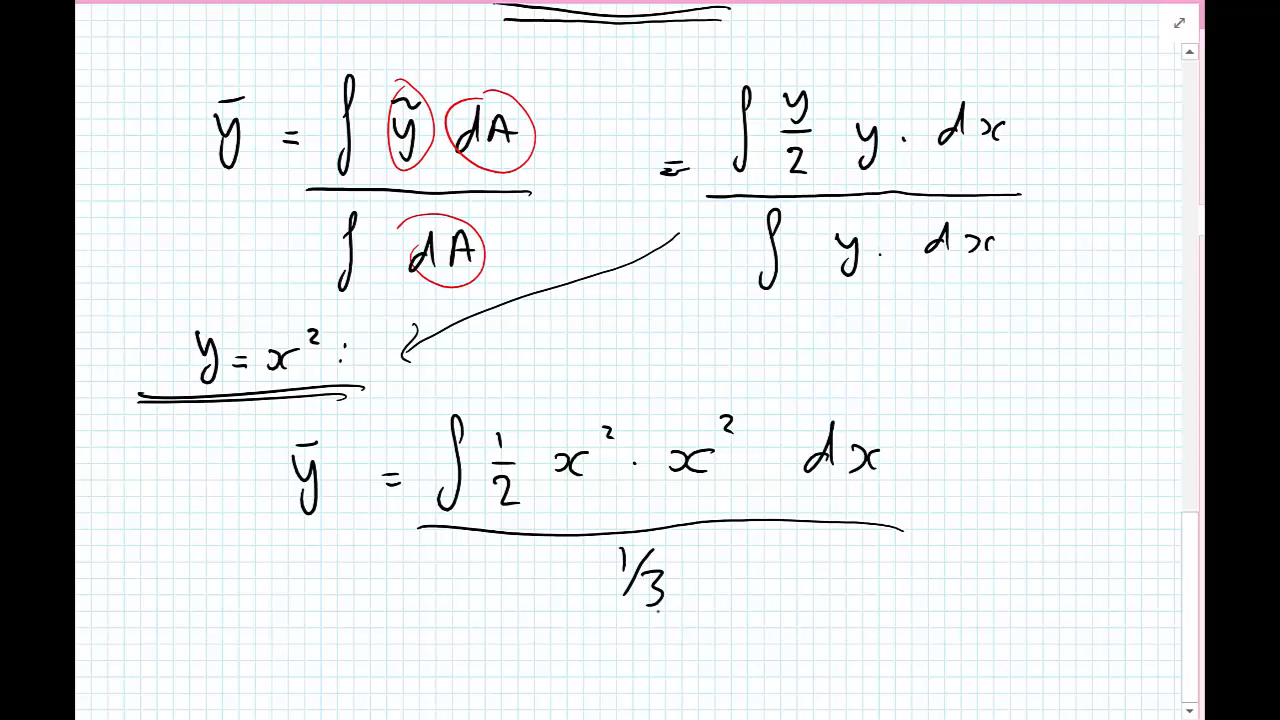 ȳ = ∫ ỹ dA / ∫ dA = ∫ y/2 y · dx / ∫ y · dx
y = x² :
ȳ = ∫ 1/2 x² · x² dx / 1/3